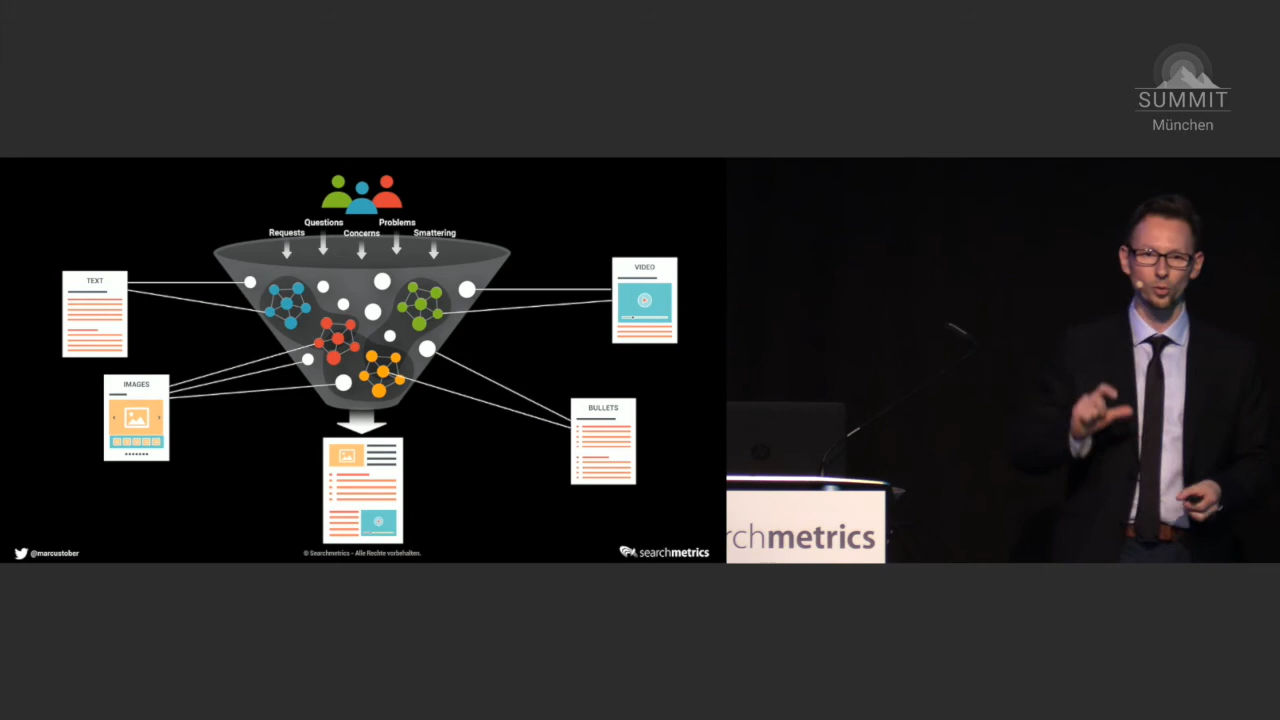 SUMMIT
München
Questions
Problems
Requests
Concerns
Smattering
TEXT
VIDEO
IMAGES
BULLETS
@marcustober
© Searchmetrics - Alle Rechte vorbehalten.
searchmetrics
rchmetrics